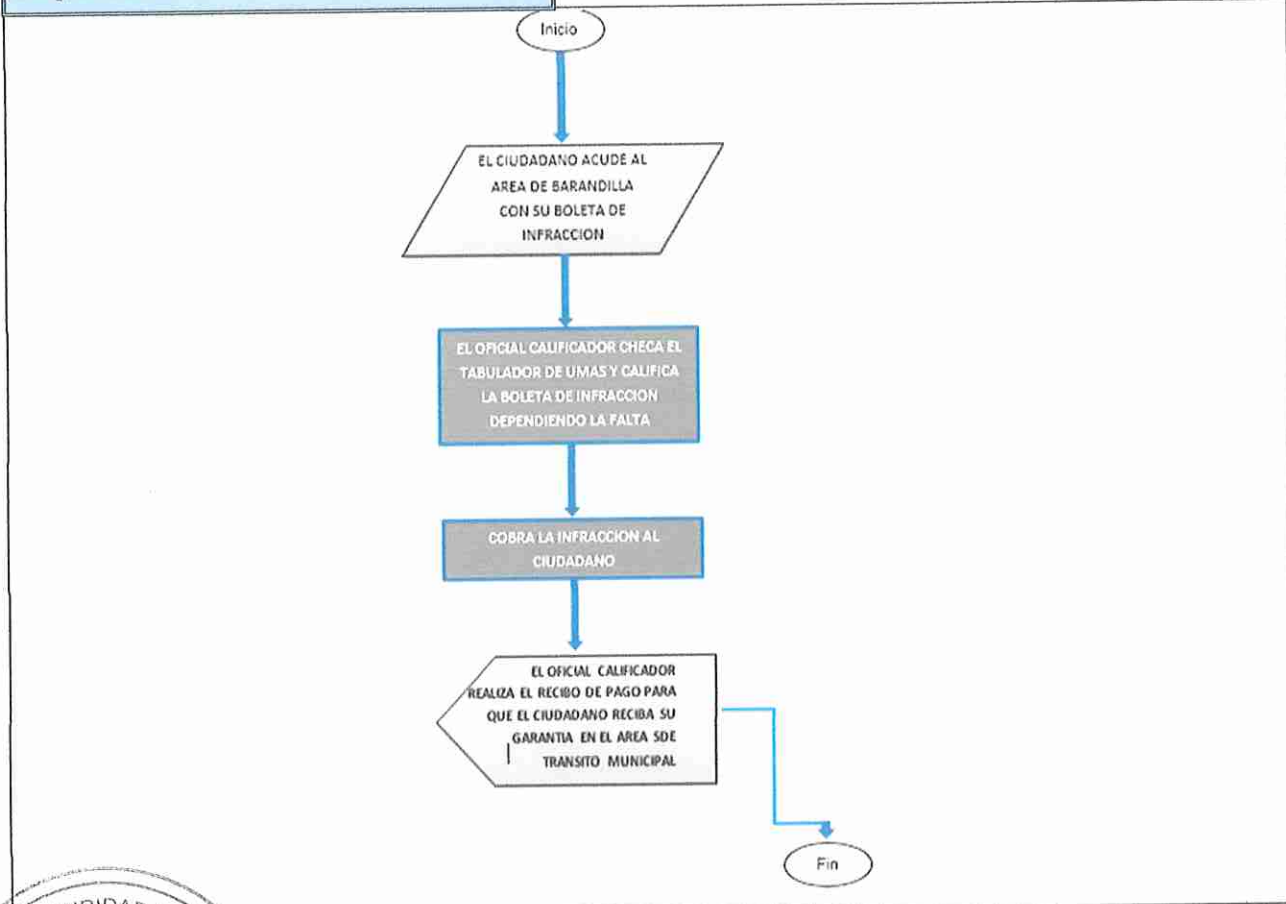 Inicio
EL CIUDADANO ACUDE AL
AREA DE BARANDILLA
CON SU BOLETA DE
INFRACCION
EL OFICIAL CALIFICADOR CHECA EL
TABULADOR DE UMAS Y CALIFICA
LA BOLETA DE INFRACCION
DEPENDIENDO LA FALTA
COBRA LA INFRACCION AL
CIUDADANO
EL OFICIAL CALIFICADOR
REALIZA EL RECIBO DE PAGO PARA
QUE EL CIUDADANO RECIBA SU
GARANTIA EN EL AREA SDE
TRANSITO MUNICIPAL
Fin